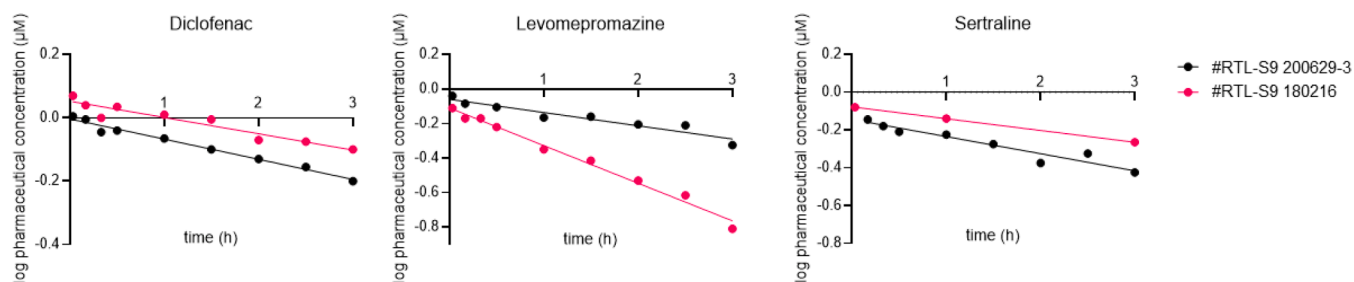 Diclofenac
log pharmaceutical concentration (µM)
0.2
0.0
-0.2
-0.4
1
2
3
time (h)
Levomepromazine
log pharmaceutical concentration (µM)
0.2
0.0
-0.2
-0.4
-0.6
-0.8
1
2
3
time (h)
Sertraline
log pharmaceutical concentration (µM)
0.2
0.0
-0.2
-0.4
-0.6
-0.8
1
2
3
time (h)
#RTL-S9 200629-3
#RTL-S9 180216